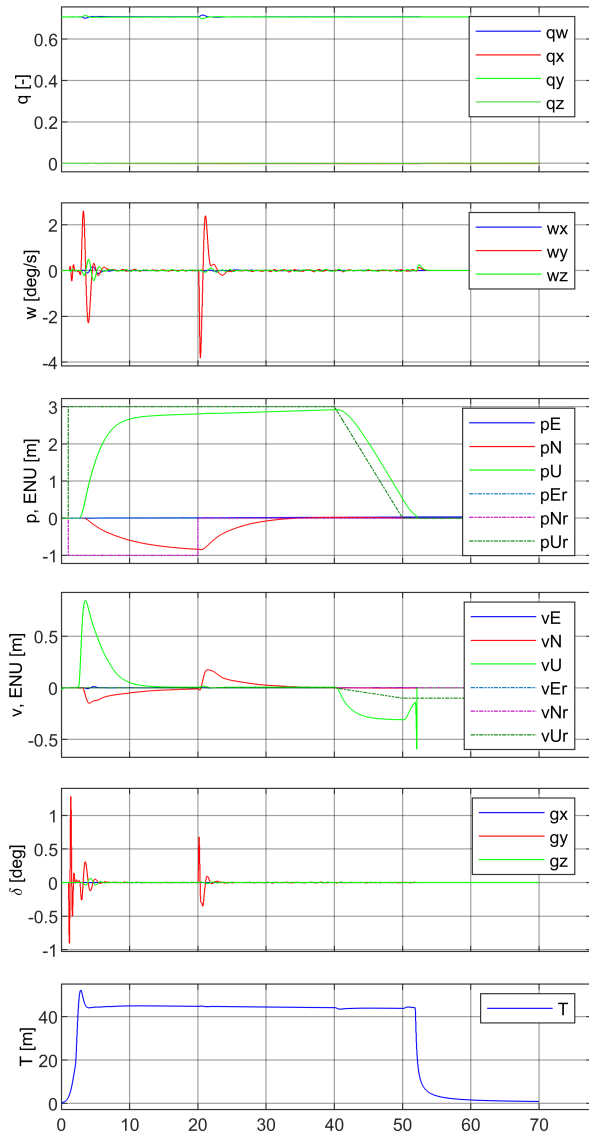 q [-]
0.6
0.4
0.2
0
qw
qx
qy
qz
w [deg/s]
2
0
-2
-4
wx
wy
wz
p, ENU [m]
3
2
1
0
-1
pE
pN
pU
pEr
pNr
pUr
v, ENU [m]
0.5
0
-0.5
vE
vN
vU
vEr
vNr
vUr
δ [deg]
1
0.5
0
-0.5
-1
gx
gy
gz
T [m]
40
20
0
T
0 10 20 30 40 50 60 70